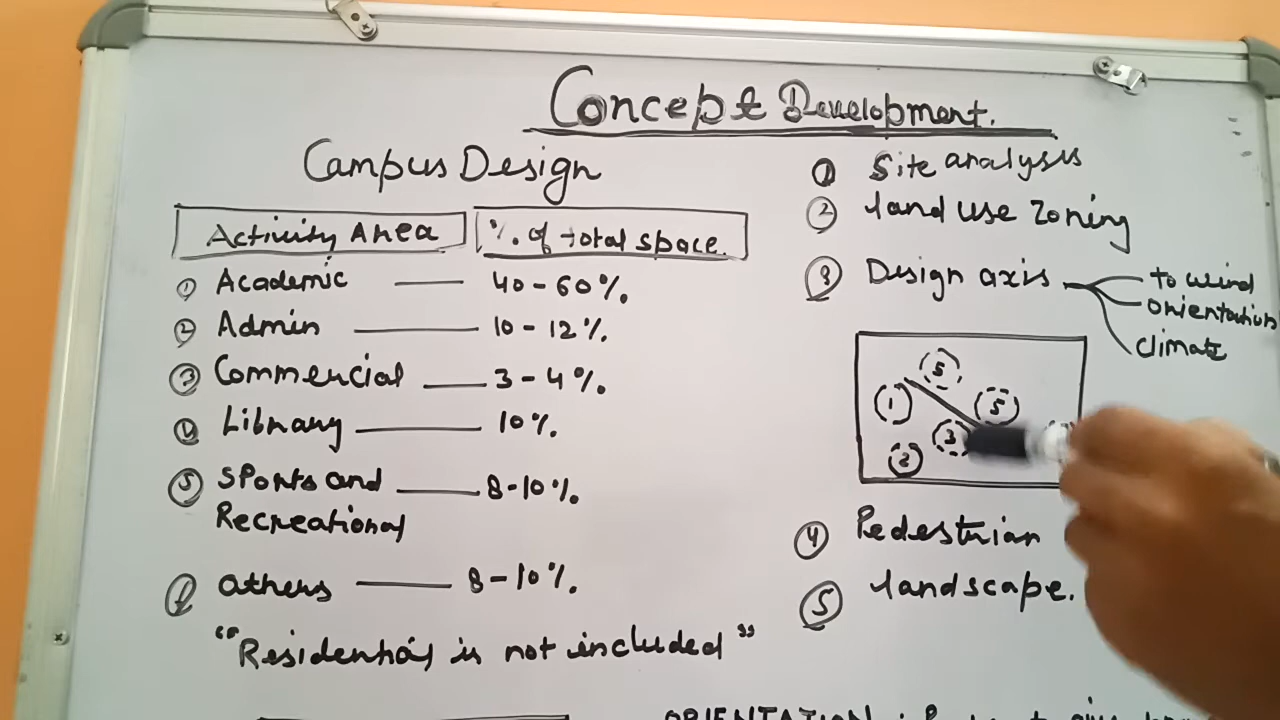 Concept Development.
Campus Design
Activity Area % of total space.
① Academic — 40-60%.
② Admin — 10-12%.
③ Commercial — 3-4%.
④ Library — 10%.
⑤ Sports and — 8-10%.
Recreational
others — 8-10%.
"Residential is not included"
① Site analysis
② land use zoning
③ Design axis
to wind
orientation
climate
5
1
5
3
2
④ Pedestrian
⑤ landscape.
ORIENTATION :